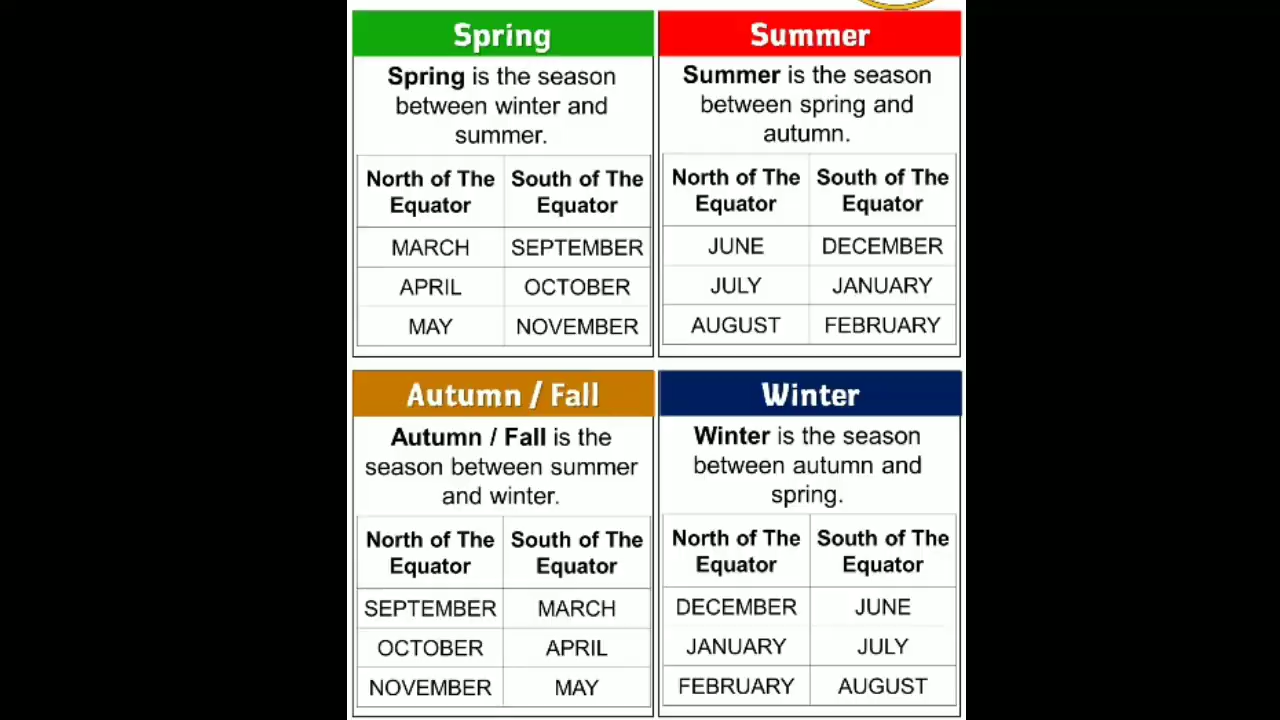 Spring
Spring is the season
between winter and
summer.
North of The Equator South of The Equator
MARCH SEPTEMBER
APRIL OCTOBER
MAY NOVEMBER
Summer
Summer is the season
between spring and
autumn.
North of The Equator South of The Equator
JUNE DECEMBER
JULY JANUARY
AUGUST FEBRUARY
Autumn / Fall
Autumn / Fall is the
season between summer
and winter.
North of The Equator South of The Equator
SEPTEMBER MARCH
OCTOBER APRIL
NOVEMBER MAY
Winter
Winter is the season
between autumn and
spring.
North of The Equator South of The Equator
DECEMBER JUNE
JANUARY JULY
FEBRUARY AUGUST